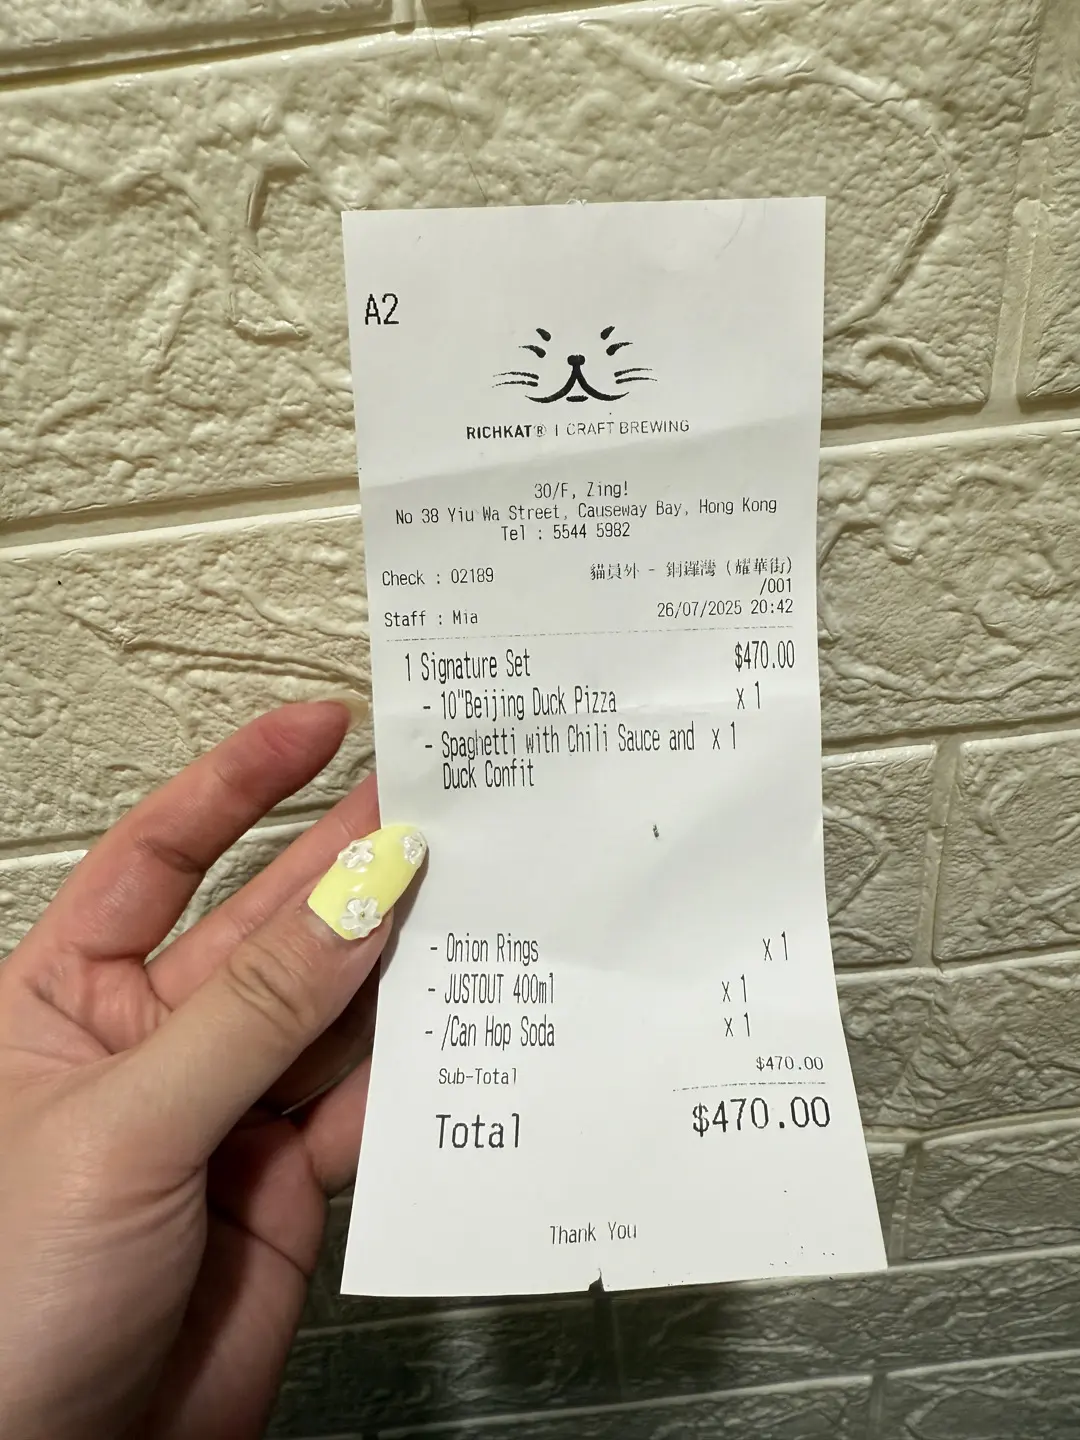 A2
RICHKAT® | CRAFT BREWING
30/F, Zing!
No 38 Yiu Wa Street, Causeway Bay, Hong Kong
Tel : 5544 5982
Check : 02189 貓員外 - 銅鑼灣 (耀華街)
/001
Staff : Mia 26/07/2025 20:42
1 Signature Set $470.00
- 10"Beijing Duck Pizza x 1
- Spaghetti with Chili Sauce and x 1
Duck Confit
- Onion Rings x 1
- JUSTOUT 400ml x 1
- /Can Hop Soda x 1
Sub-Total $470.00
Total $470.00
Thank You